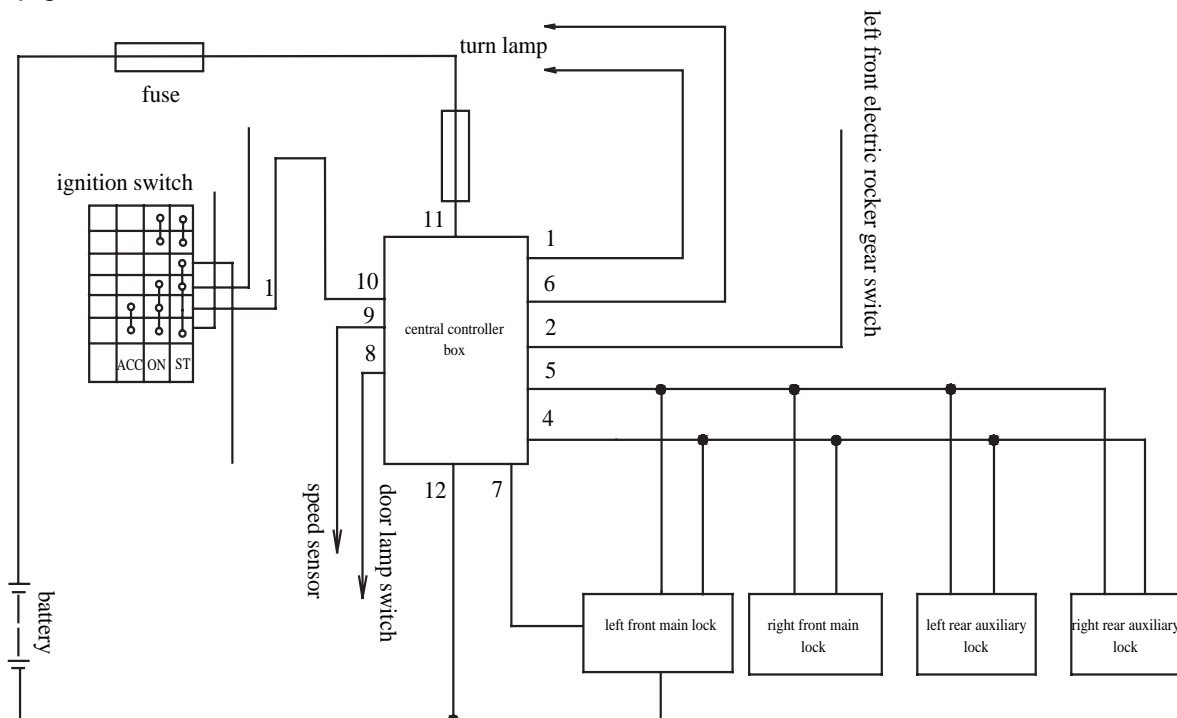 turn lamp
fuse
left front electric rocker gear switch
ignition switch
11
1
10
1
6
9
central controller
box
2
8
ACC ON ST
5
4
12
7
speed sensor
door lamp switch
battery
left front main lock
right front main
lock
left rear auxiliary
lock
right rear auxiliary
lock